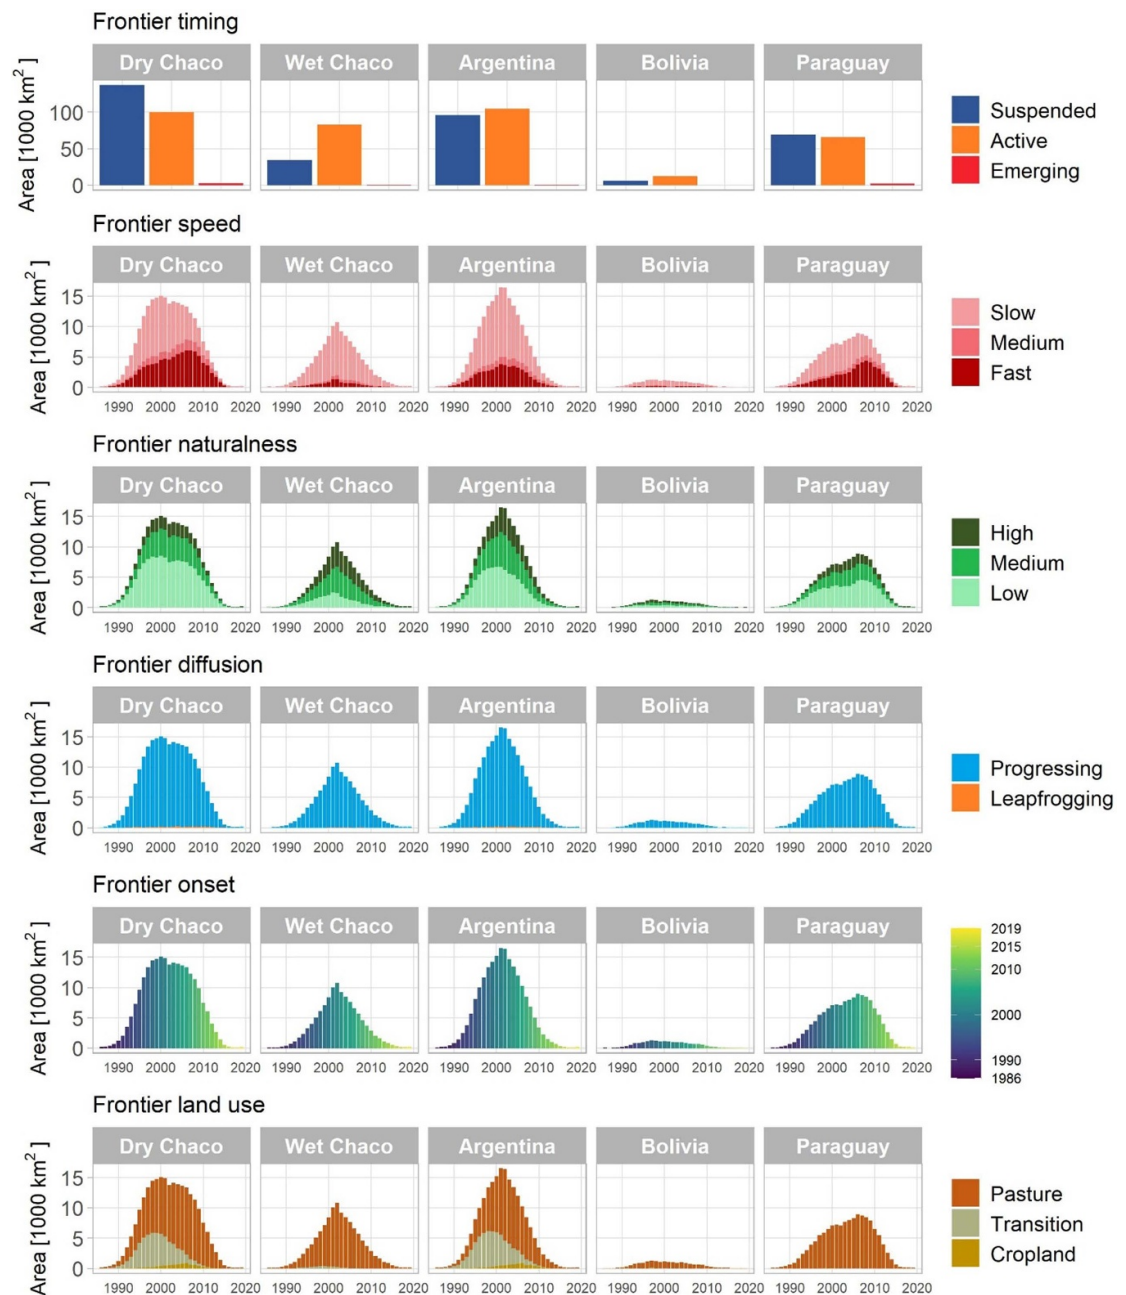 Frontier timing
Dry Chaco Wet Chaco Argentina Bolivia Paraguay
Area [1000 km2 ]
100
50
0
Suspended
Active
Emerging
Frontier speed
Dry Chaco Wet Chaco Argentina Bolivia Paraguay
Area [1000 km2 ]
15
10
5
0
1990 2000 2010 2020 1990 2000 2010 2020 1990 2000 2010 2020 1990 2000 2010 2020 1990 2000 2010 2020
Slow
Medium
Fast
Frontier naturalness
Dry Chaco Wet Chaco Argentina Bolivia Paraguay
Area [1000 km2 ]
15
10
5
0
1990 2000 2010 2020 1990 2000 2010 2020 1990 2000 2010 2020 1990 2000 2010 2020 1990 2000 2010 2020
High
Medium
Low
Frontier diffusion
Dry Chaco Wet Chaco Argentina Bolivia Paraguay
Area [1000 km2 ]
15
10
5
0
1990 2000 2010 2020 1990 2000 2010 2020 1990 2000 2010 2020 1990 2000 2010 2020 1990 2000 2010 2020
Progressing
Leapfrogging
Frontier onset
Dry Chaco Wet Chaco Argentina Bolivia Paraguay
Area [1000 km2 ]
15
10
5
0
1990 2000 2010 2020 1990 2000 2010 2020 1990 2000 2010 2020 1990 2000 2010 2020 1990 2000 2010 2020
2019
2015
2010
2000
1990
1986
Frontier land use
Dry Chaco Wet Chaco Argentina Bolivia Paraguay
Area [1000 km2 ]
15
10
5
0
1990 2000 2010 2020 1990 2000 2010 2020 1990 2000 2010 2020 1990 2000 2010 2020 1990 2000 2010 2020
Pasture
Transition
Cropland